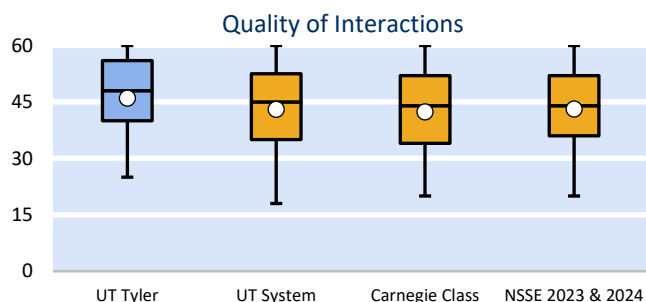 Quality of Interactions
60
45
30
15
0
UT Tyler UT System Carnegie Class NSSE 2023 & 2024